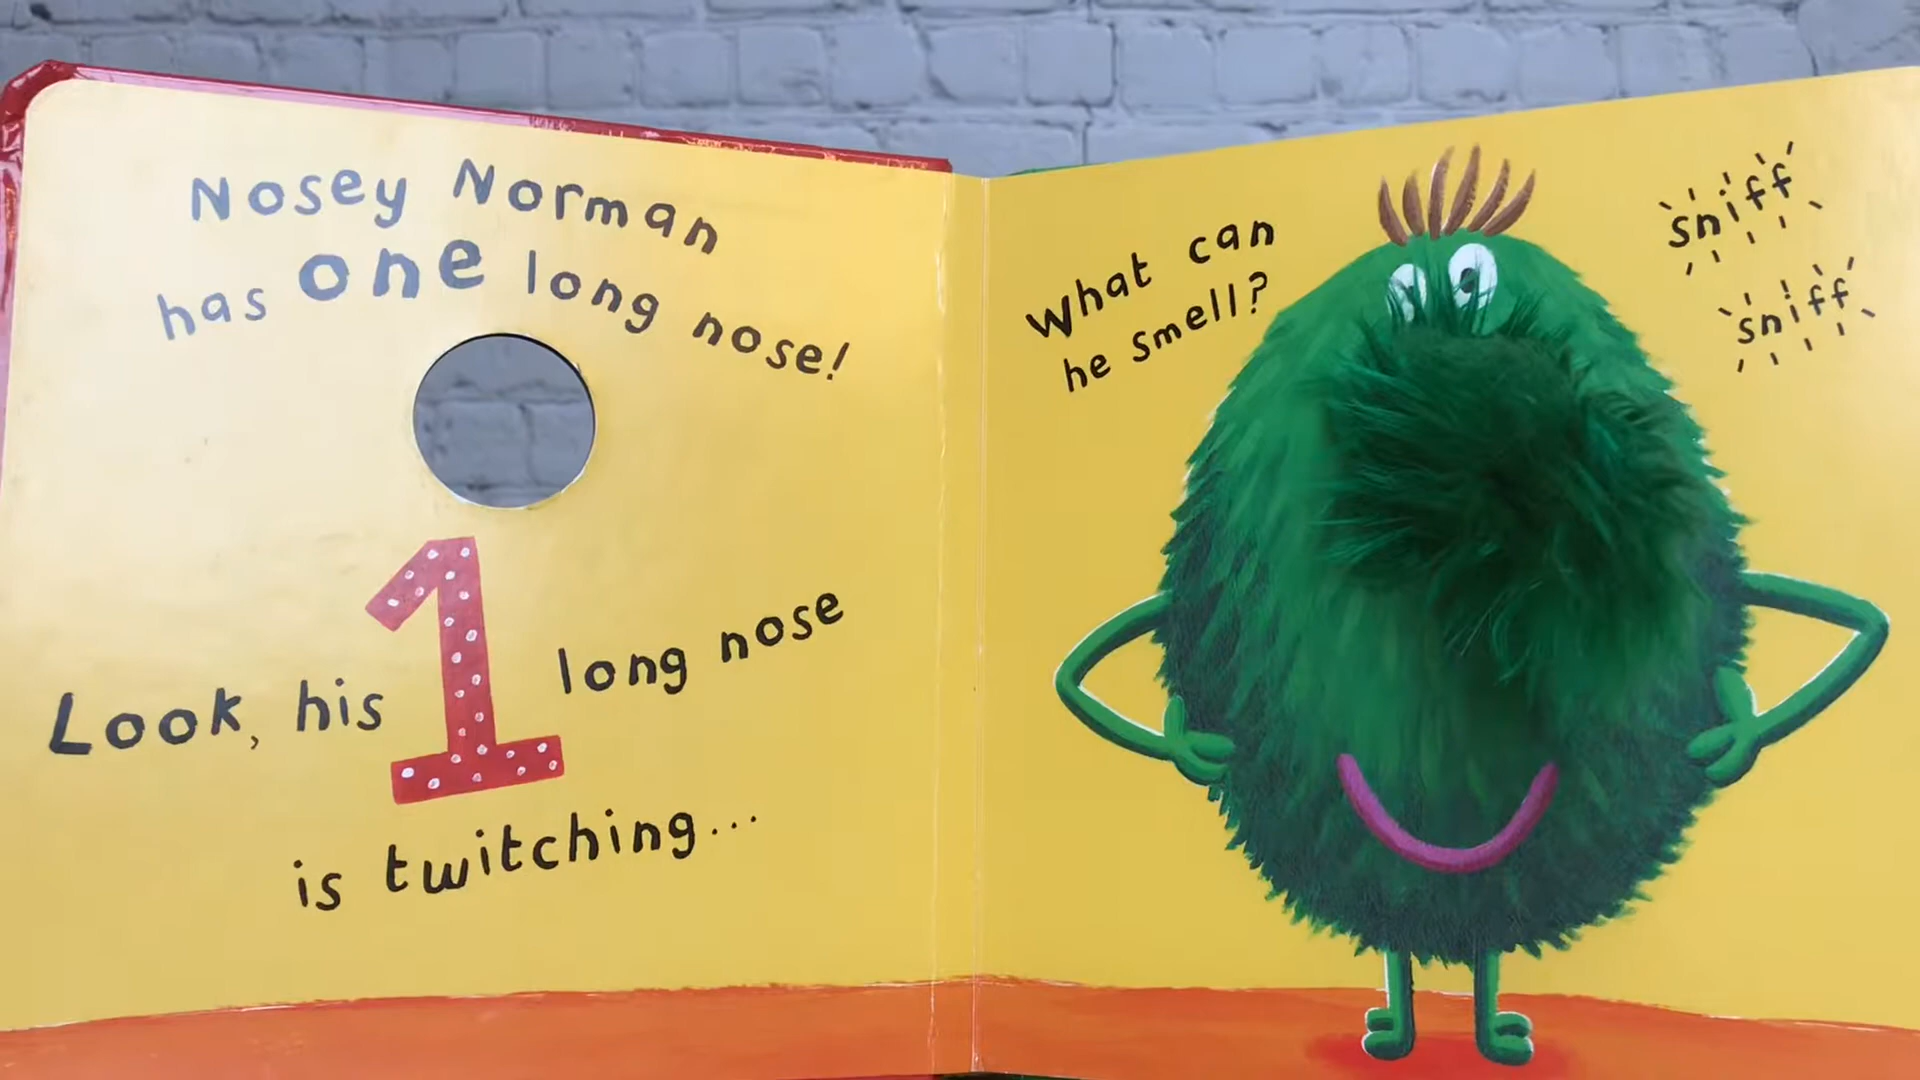 Nosey Norman
has one long nose!
Look, his 1 long nose
is twitching...
What can
he smell?
sniff
sniff